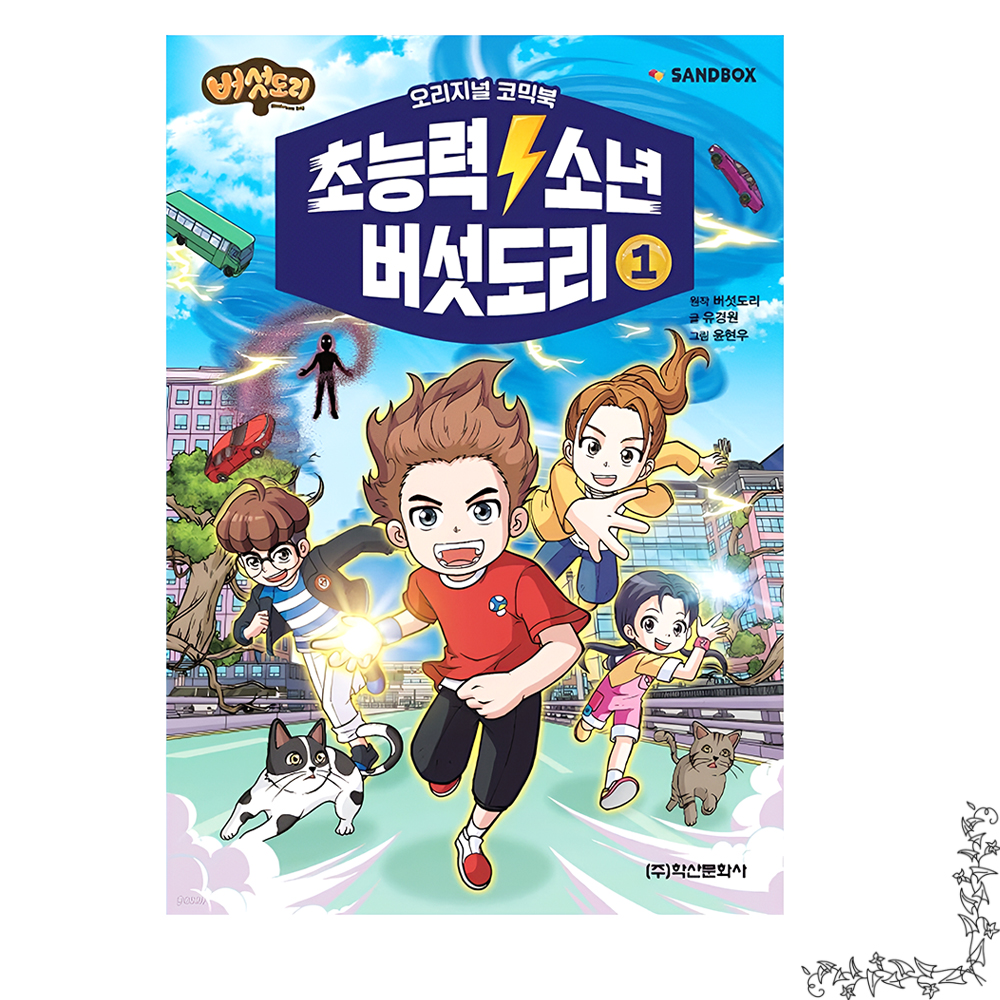 버섯도리
SANDBOX
오리지널 코믹북
초능력 소년
버섯도리 1
원작 버섯도리
글 유경원
그림 윤현우
(주)학산문화사